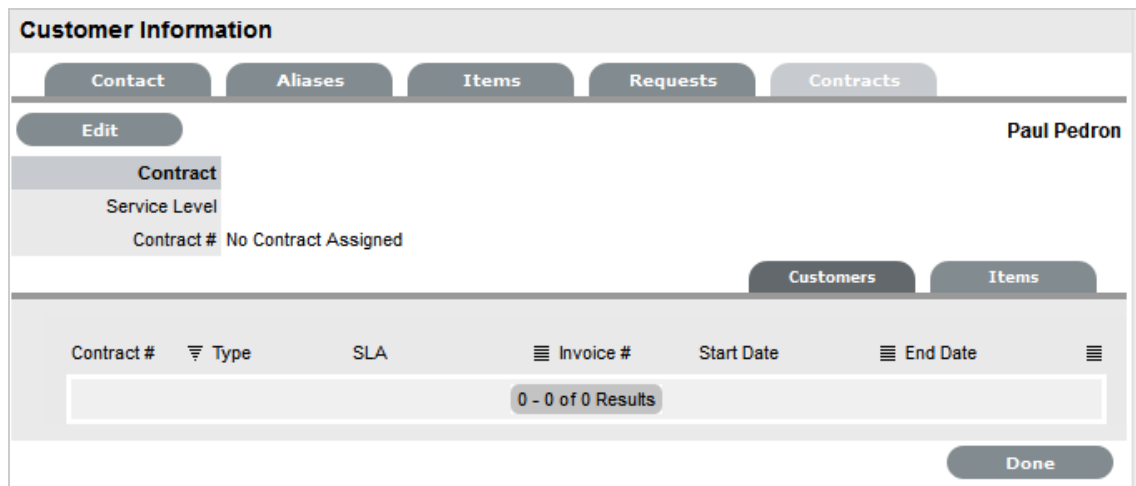 Customer Information
Contact Aliases Items Requests Contracts
Edit Paul Pedron
Contract
Service Level
Contract # No Contract Assigned
Customers Items
Contract # Type SLA Invoice # Start Date End Date
0 - 0 of 0 Results
Done